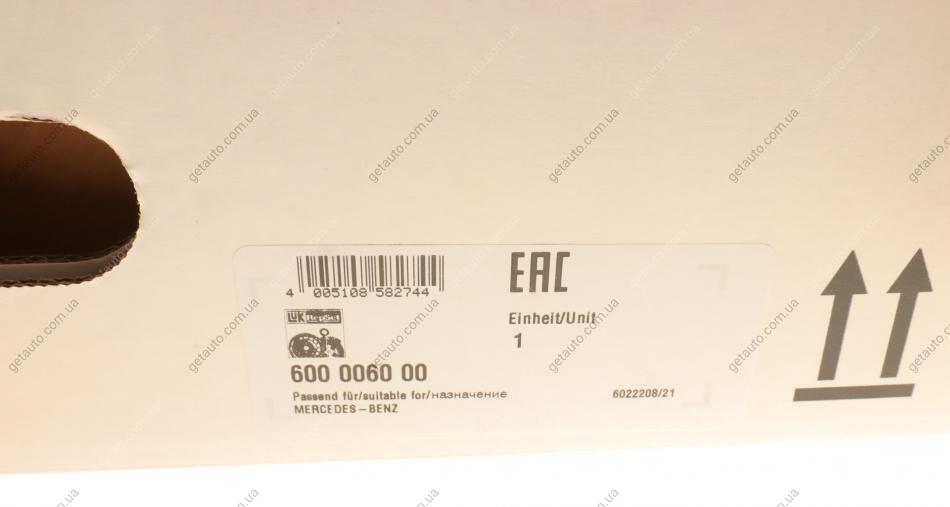 EAC
4 005108 582744
LuK
Einheit/Unit
1
600 0060 00
Passend für/suitable for/назначение
6022208/21
MERCEDES-BENZ
getauto.com.ua